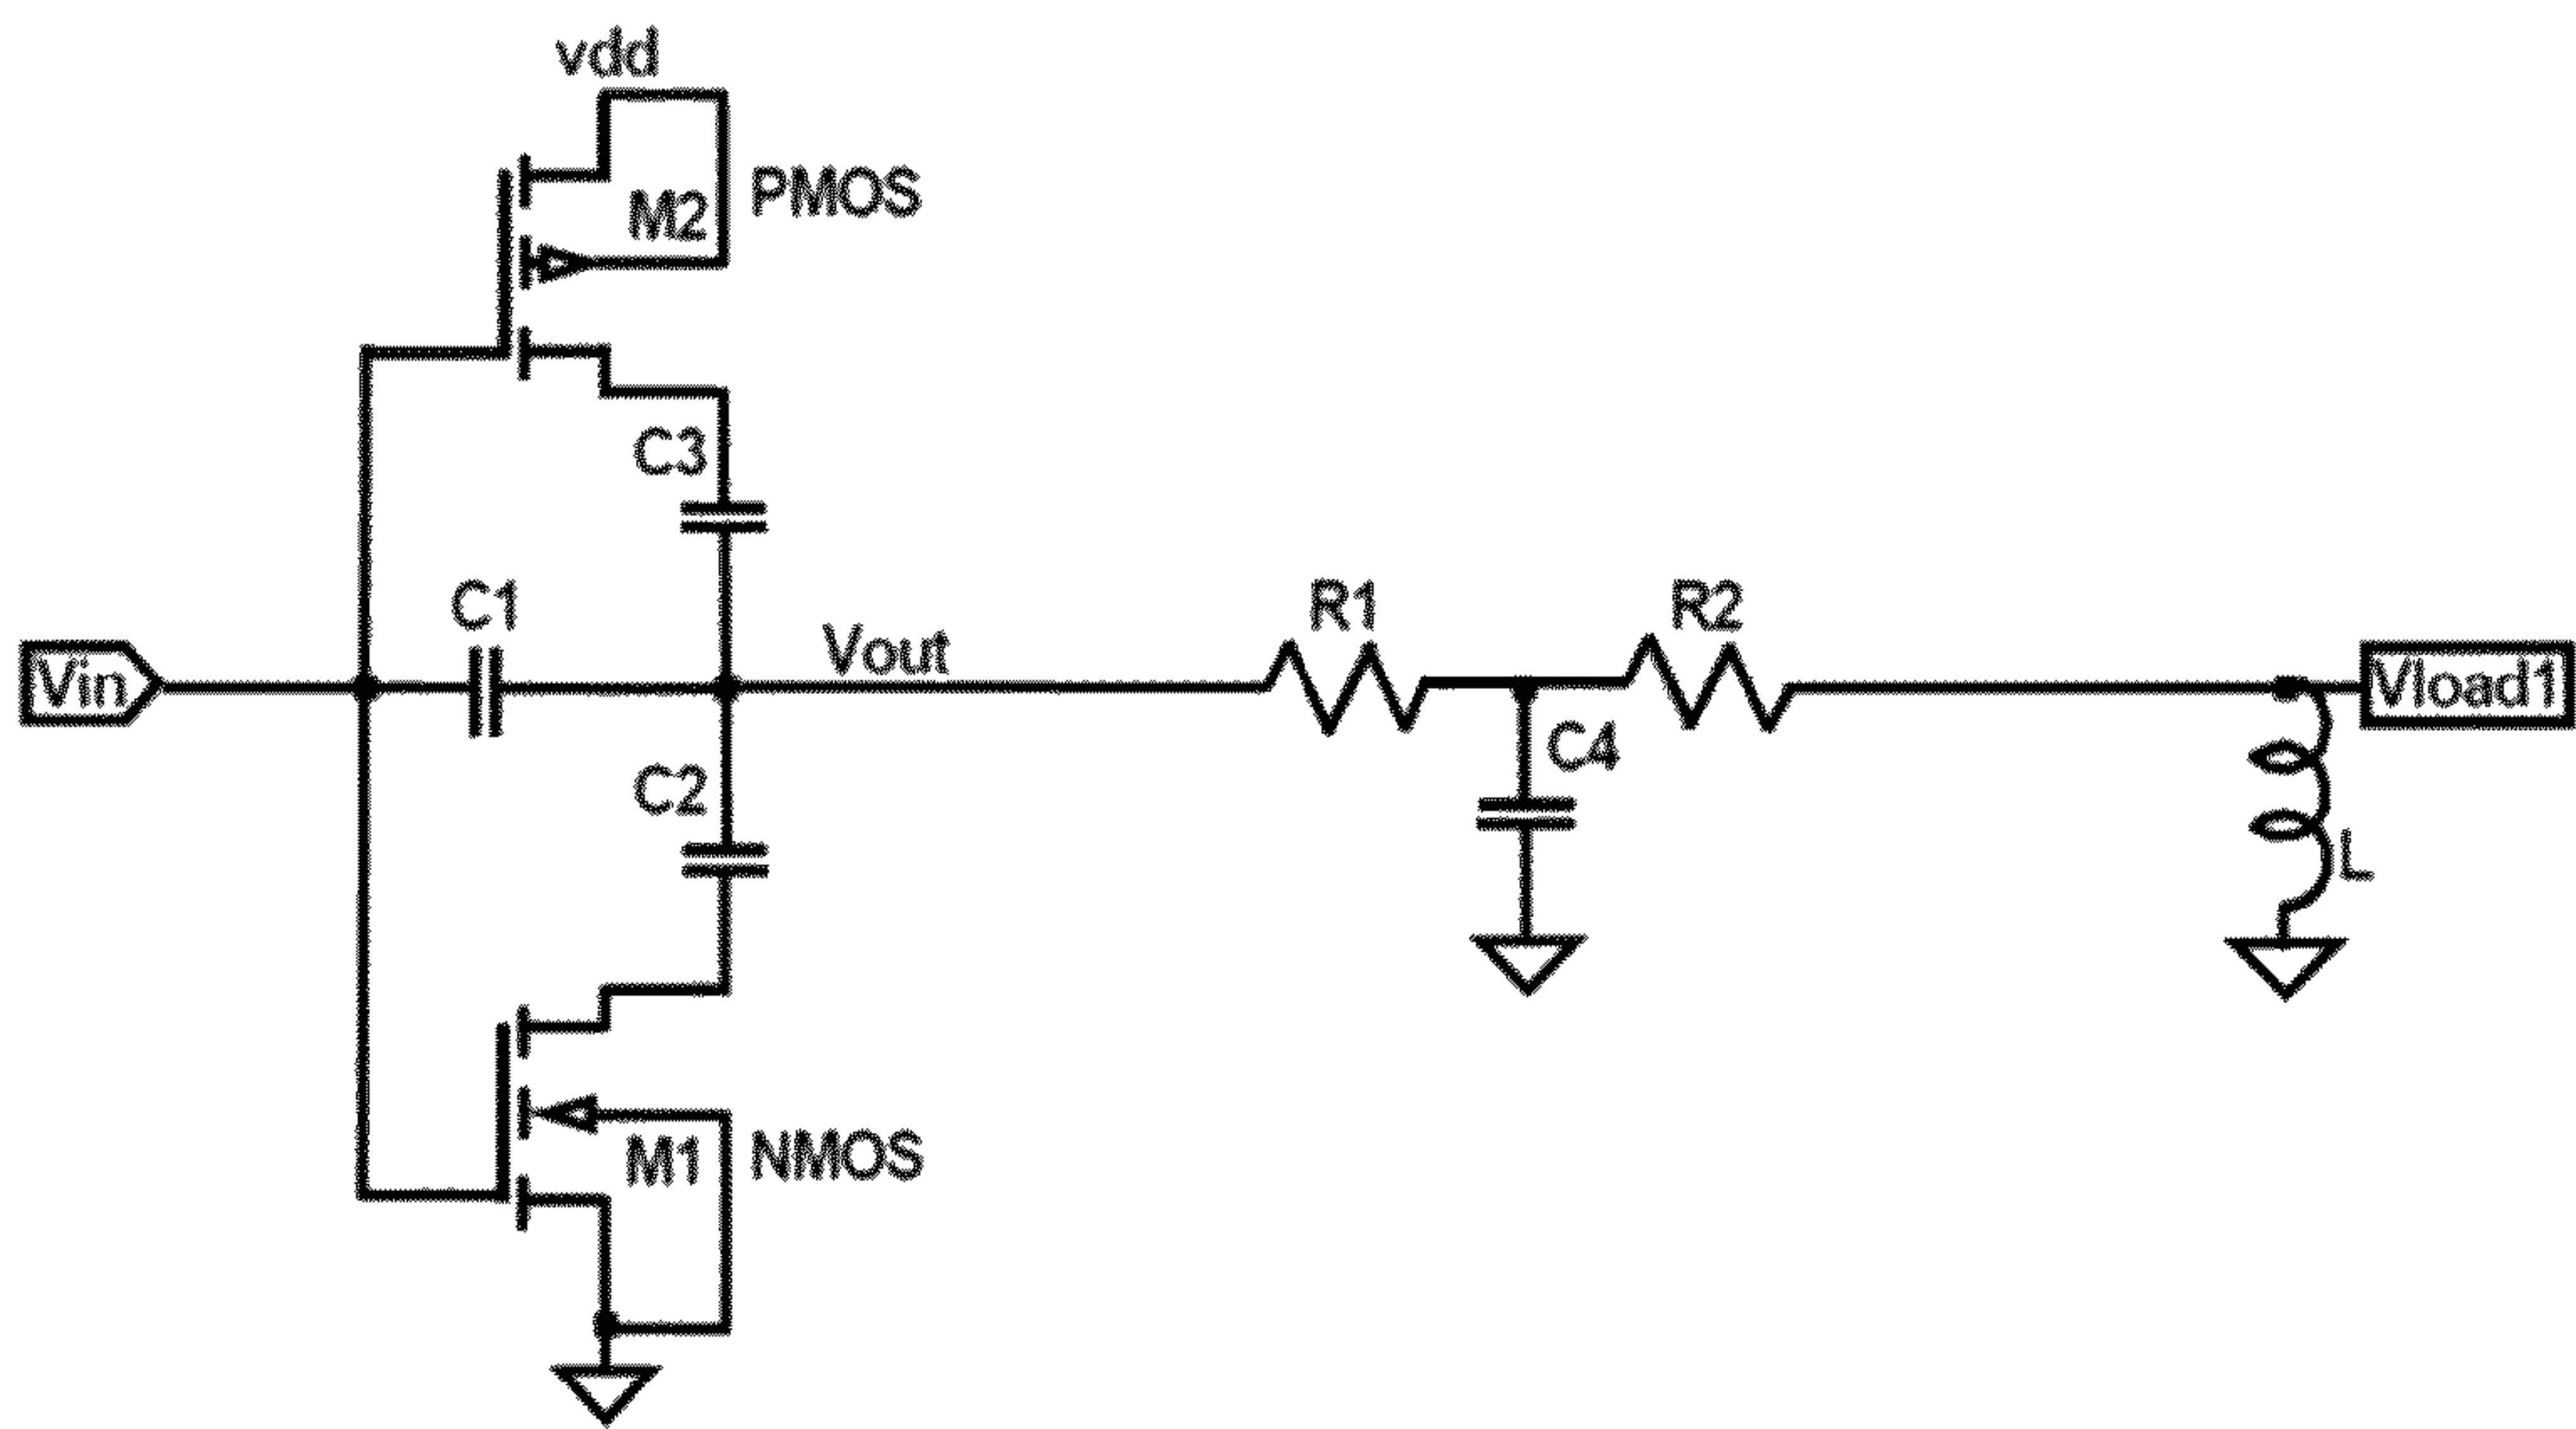 vdd
PMOS
M2
C3
C1
R1
R2
Vin
Vout
Vload1
C4
C2
L
M1
NMOS